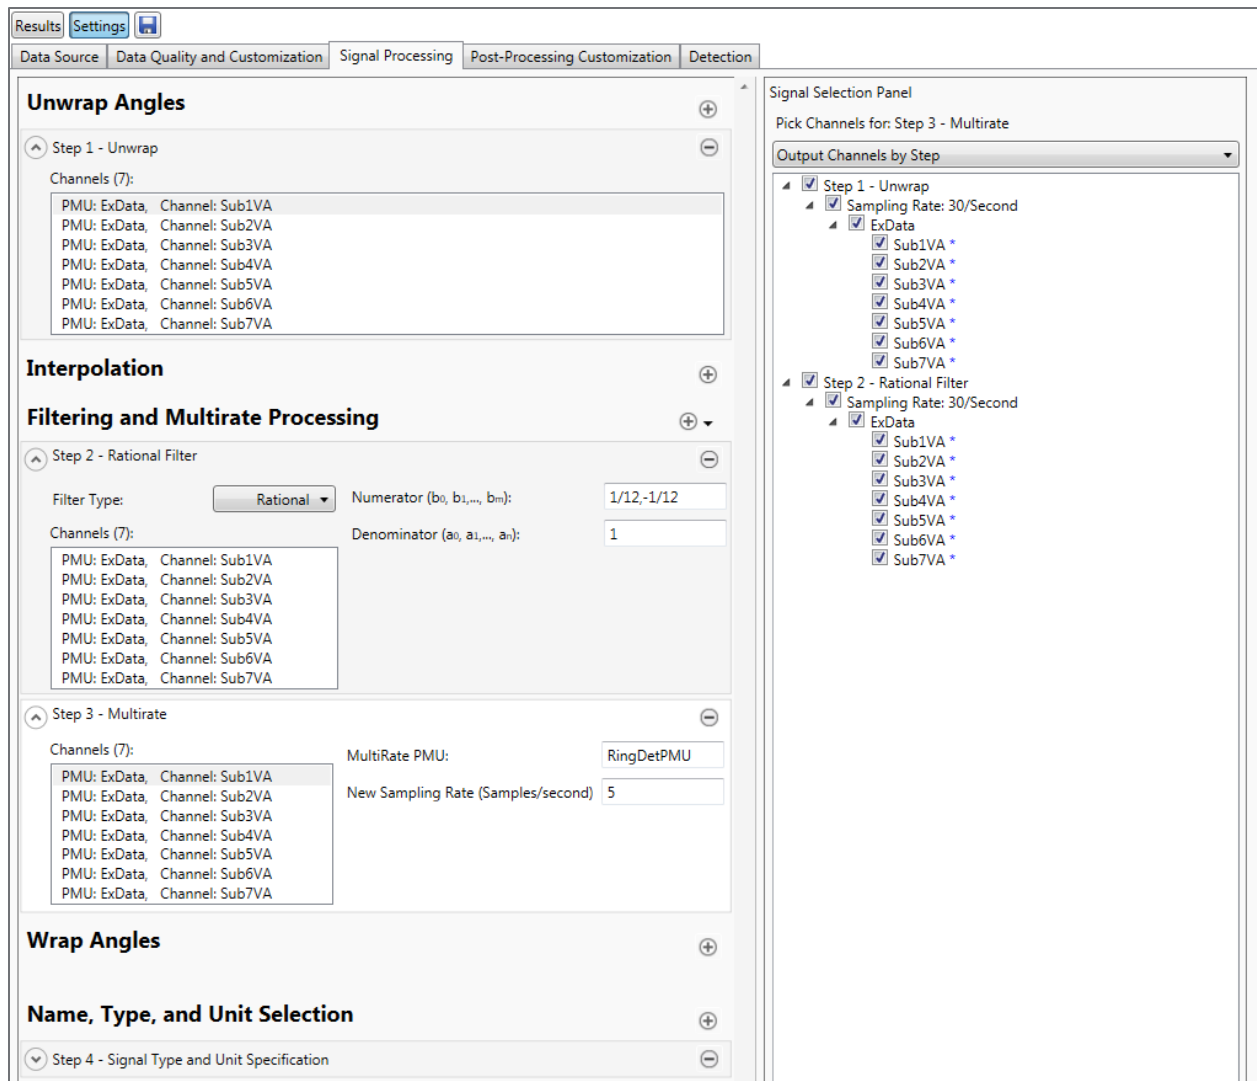 Results Settings
Data Source Data Quality and Customization Signal Processing Post-Processing Customization Detection
Unwrap Angles
Step 1 - Unwrap
Channels (7):
PMU: ExData, Channel: Sub1VA
PMU: ExData, Channel: Sub2VA
PMU: ExData, Channel: Sub3VA
PMU: ExData, Channel: Sub4VA
PMU: ExData, Channel: Sub5VA
PMU: ExData, Channel: Sub6VA
PMU: ExData, Channel: Sub7VA
Interpolation
Filtering and Multirate Processing
Step 2 - Rational Filter
Filter Type: Rational
Numerator (b0, b1,..., bm): 1/12,-1/12
Channels (7):
Denominator (a0, a1,..., an): 1
PMU: ExData, Channel: Sub1VA
PMU: ExData, Channel: Sub2VA
PMU: ExData, Channel: Sub3VA
PMU: ExData, Channel: Sub4VA
PMU: ExData, Channel: Sub5VA
PMU: ExData, Channel: Sub6VA
PMU: ExData, Channel: Sub7VA
Step 3 - Multirate
Channels (7):
MultiRate PMU: RingDetPMU
New Sampling Rate (Samples/second) 5
PMU: ExData, Channel: Sub1VA
PMU: ExData, Channel: Sub2VA
PMU: ExData, Channel: Sub3VA
PMU: ExData, Channel: Sub4VA
PMU: ExData, Channel: Sub5VA
PMU: ExData, Channel: Sub6VA
PMU: ExData, Channel: Sub7VA
Wrap Angles
Name, Type, and Unit Selection
Step 4 - Signal Type and Unit Specification
Signal Selection Panel
Pick Channels for: Step 3 - Multirate
Output Channels by Step
Step 1 - Unwrap
Sampling Rate: 30/Second
ExData
Sub1VA *
Sub2VA *
Sub3VA *
Sub4VA *
Sub5VA *
Sub6VA *
Sub7VA *
Step 2 - Rational Filter
Sampling Rate: 30/Second
ExData
Sub1VA *
Sub2VA *
Sub3VA *
Sub4VA *
Sub5VA *
Sub6VA *
Sub7VA *